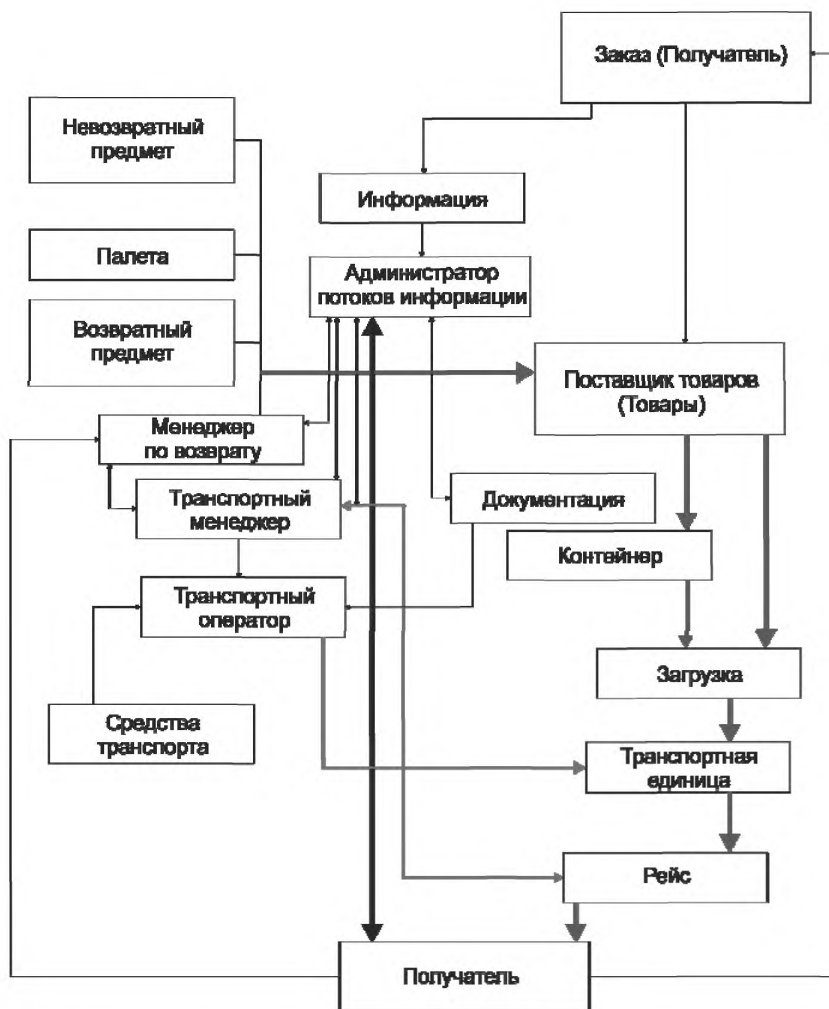 Заказ (Получатель)
Невозвратный
предмет
Информация
Палета
Администратор
потоков информации
Возвратный
предмет
Поставщик товаров
(Товары)
Менеджер
по возврату
Транспортный
менеджер
Документация
Контейнер
Транспортный
оператор
Загрузка
Средства
транспорта
Транспортная
единица
Рейс
Получатель